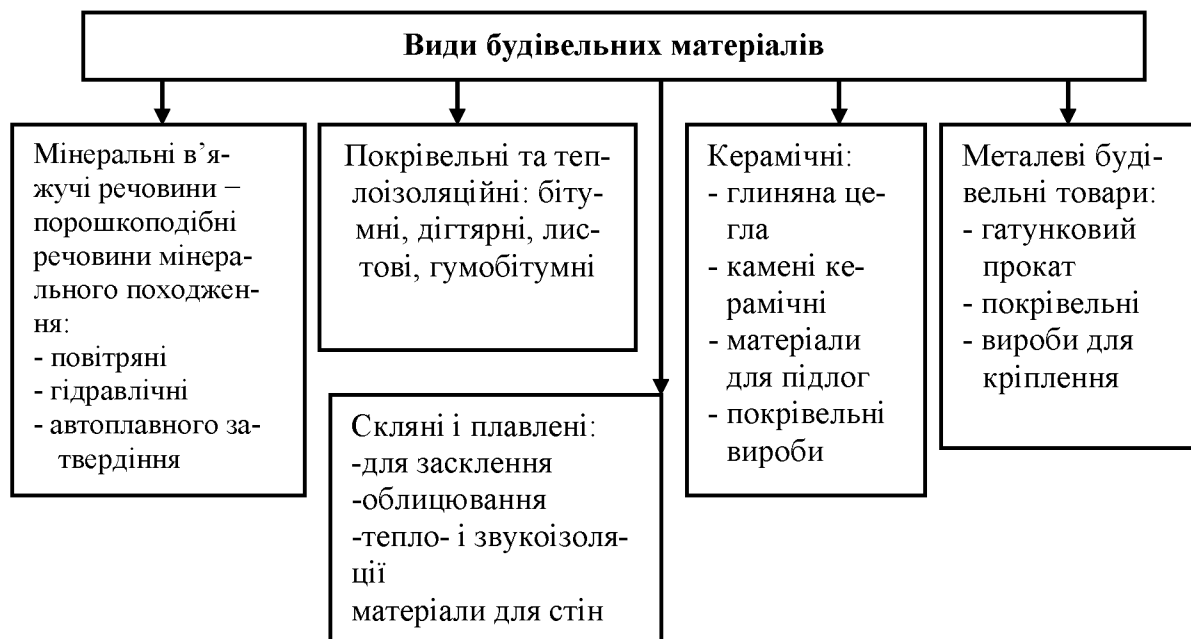 Види будівельних матеріалів
Мінеральні в’я-
жучі речовини –
порошкоподібні
речовини мінера-
льного походжен-
ня:
- повітряні
- гідравлічні
- автоплавного за-
твердіння
Покрівельні та теп-
лоізоляційні: біту-
мні, дігтярні, лис-
тові, гумобітумні
Скляні і плавлені:
-для засклення
-облицювання
-тепло- і звукоізоля-
ції
матеріали для стін
Керамічні:
- глиняна це-
гла
- камені ке-
рамічні
- матеріали
для підлог
- покрівельні
вироби
Металеві буді-
вельні товари:
- гатунковий
прокат
- покрівельні
- вироби для
кріплення